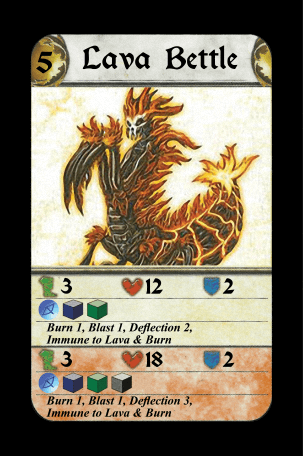 5 Lava Bettle
3 12 2
Burn 1, Blast 1, Deflection 2,
Immune to Lava & Burn
3 18 2
Burn 1, Blast 1, Deflection 3,
Immune to Lava & Burn